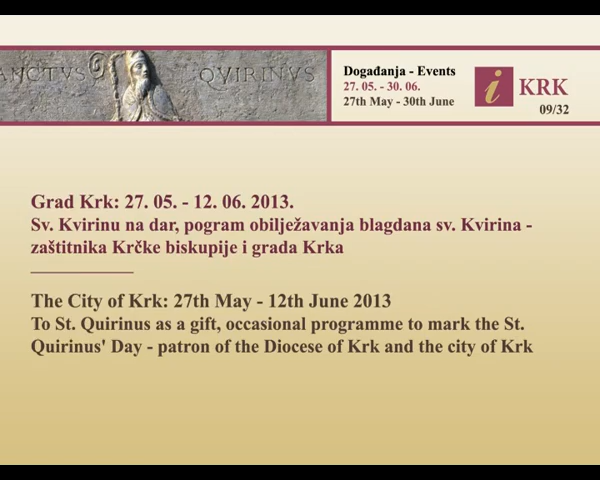 SANCTVS QVIRINVS
Događanja - Events
27. 05. - 30. 06.
27th May - 30th June
i KRK
09/32
Grad Krk: 27. 05. - 12. 06. 2013.
Sv. Kvirinu na dar, pogram obilježavanja blagdana sv. Kvirina -
zaštitnika Krčke biskupije i grada Krka
The City of Krk: 27th May - 12th June 2013
To St. Quirinus as a gift, occasional programme to mark the St.
Quirinus' Day - patron of the Diocese of Krk and the city of Krk